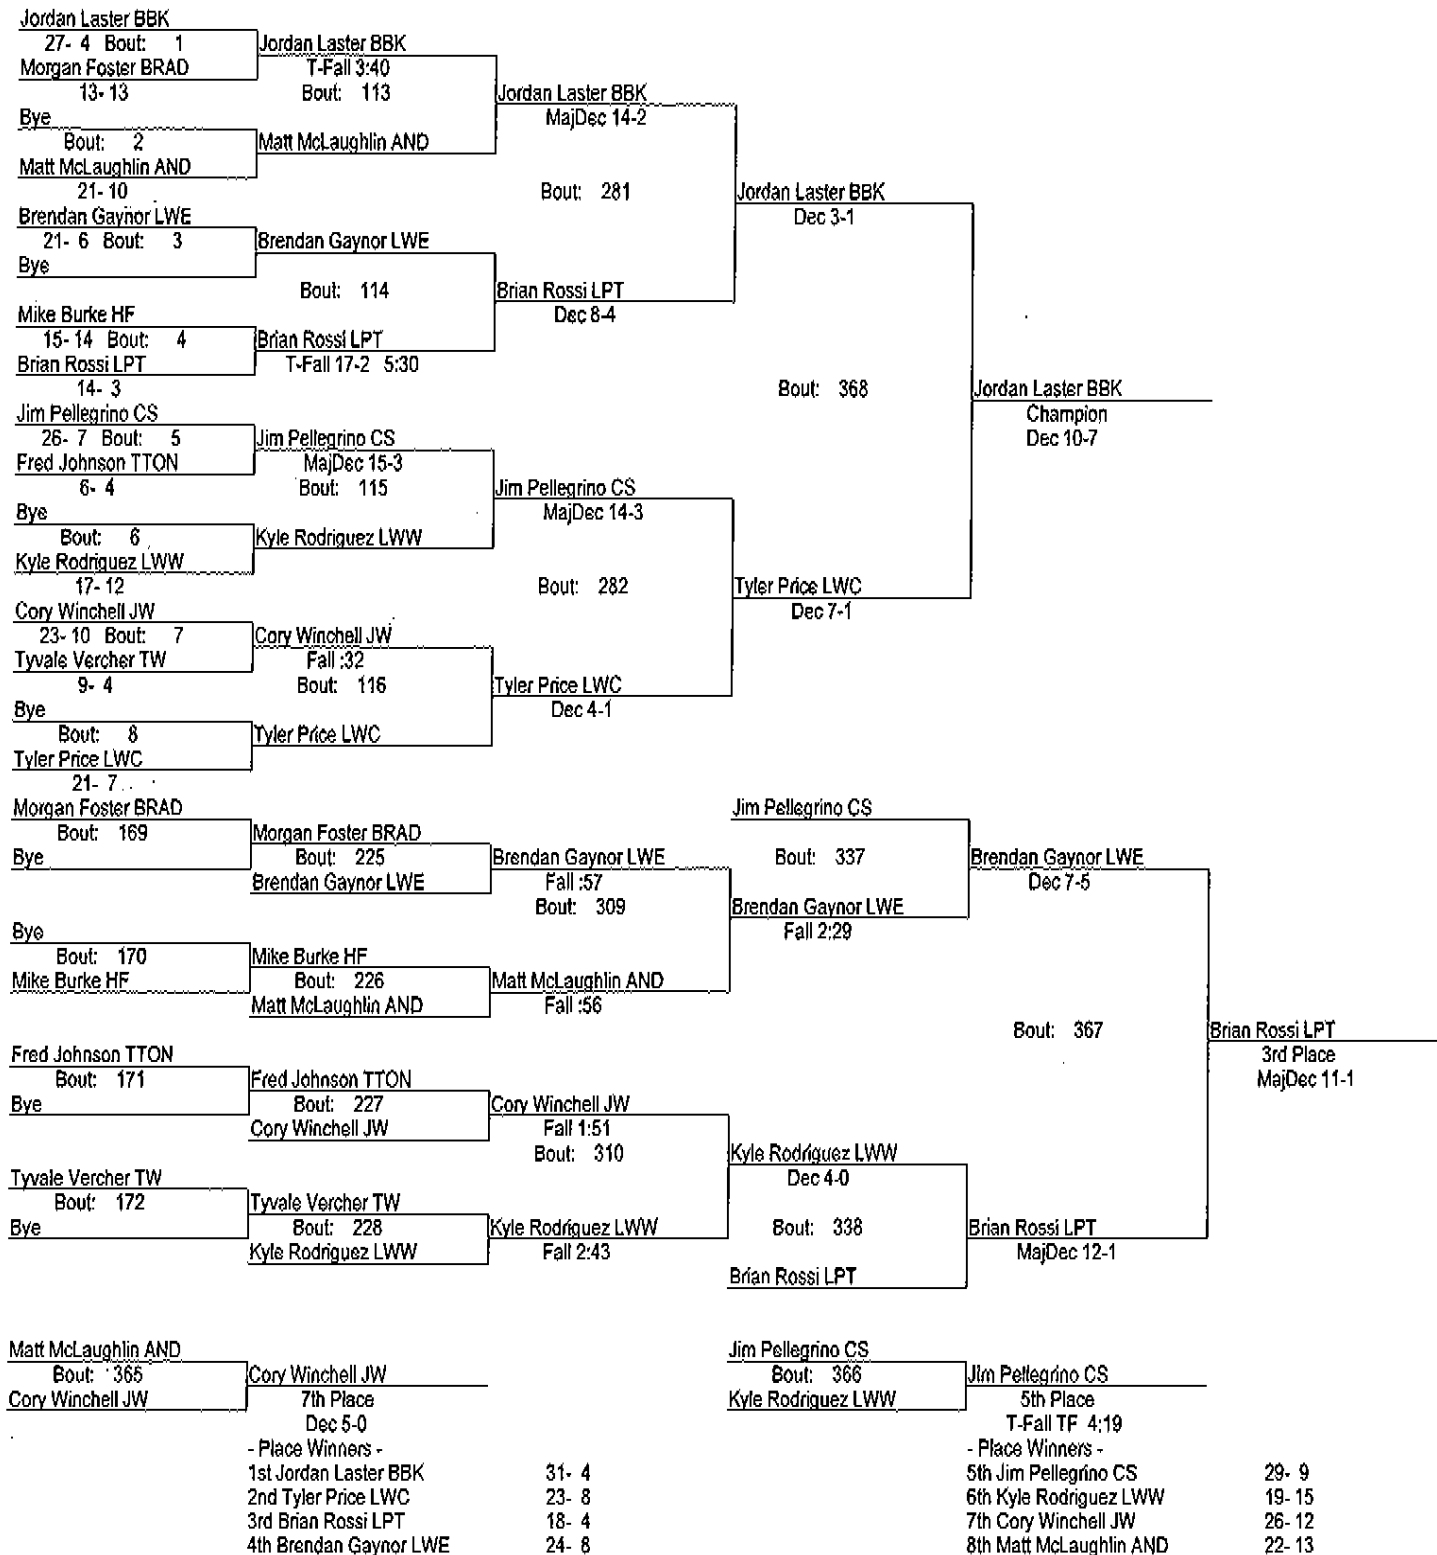 Jordan Laster BBK
27- 4 Bout: 1
Morgan Foster BRAD
13- 13
Bye
Bout: 2
Matt McLaughlin AND
21- 10
Brendan Gaynor LWE
21- 6 Bout: 3
Bye
Mike Burke HF
15- 14 Bout: 4
Brian Rossi LPT
14- 3
Jim Pellegrino CS
26- 7 Bout: 5
Fred Johnson TTON
6- 4
Bye
Bout: 6
Kyle Rodriguez LWW
17- 12
Cory Winchell JW
23- 10 Bout: 7
Tyvale Vercher TW
9- 4
Bye
Bout: 8
Tyler Price LWC
21- 7
Jordan Laster BBK
T-Fall 3:40
Bout: 113
Matt McLaughlin AND
Brendan Gaynor LWE
Bout: 114
Brian Rossi LPT
T-Fall 17-2 5:30
Jim Pellegrino CS
MajDec 15-3
Bout: 115
Kyle Rodriguez LWW
Cory Winchell JW
Fall :32
Bout: 116
Tyler Price LWC
Jordan Laster BBK
MajDec 14-2
Bout: 281
Brian Rossi LPT
Dec 8-4
Jim Pellegrino CS
MajDec 14-3
Bout: 282
Tyler Price LWC
Dec 4-1
Jordan Laster BBK
Dec 3-1
Bout: 368
Tyler Price LWC
Dec 7-1
Jordan Laster BBK
Champion
Dec 10-7
Morgan Foster BRAD
Bout: 169
Bye
Bye
Bout: 170
Mike Burke HF
Fred Johnson TTON
Bout: 171
Bye
Tyvale Vercher TW
Bout: 172
Bye
Morgan Foster BRAD
Bout: 225
Brendan Gaynor LWE
Mike Burke HF
Bout: 226
Matt McLaughlin AND
Fred Johnson TTON
Bout: 227
Cory Winchell JW
Tyvale Vercher TW
Bout: 228
Kyle Rodriguez LWW
Brendan Gaynor LWE
Fall :57
Bout: 309
Matt McLaughlin AND
Fall :56
Cory Winchell JW
Fall 1:51
Bout: 310
Kyle Rodriguez LWW
Fall 2:43
Jim Pellegrino CS
Bout: 337
Brendan Gaynor LWE
Fall 2:29
Kyle Rodriguez LWW
Dec 4-0
Bout: 338
Brian Rossi LPT
Brendan Gaynor LWE
Dec 7-5
Bout: 367
Brian Rossi LPT
MajDec 12-1
Brian Rossi LPT
3rd Place
MajDec 11-1
Matt McLaughlin AND
Bout: 365
Cory Winchell JW
Cory Winchell JW
7th Place
Dec 5-0
Jim Pellegrino CS
Bout: 366
Kyle Rodriguez LWW
Jim Pellegrino CS
5th Place
T-Fall TF 4:19
- Place Winners -
1st Jordan Laster BBK 31- 4
2nd Tyler Price LWC 23- 8
3rd Brian Rossi LPT 18- 4
4th Brendan Gaynor LWE 24- 8
- Place Winners -
5th Jim Pellegrino CS 29- 9
6th Kyle Rodriguez LWW 19- 15
7th Cory Winchell JW 26- 12
8th Matt McLaughlin AND 22- 13